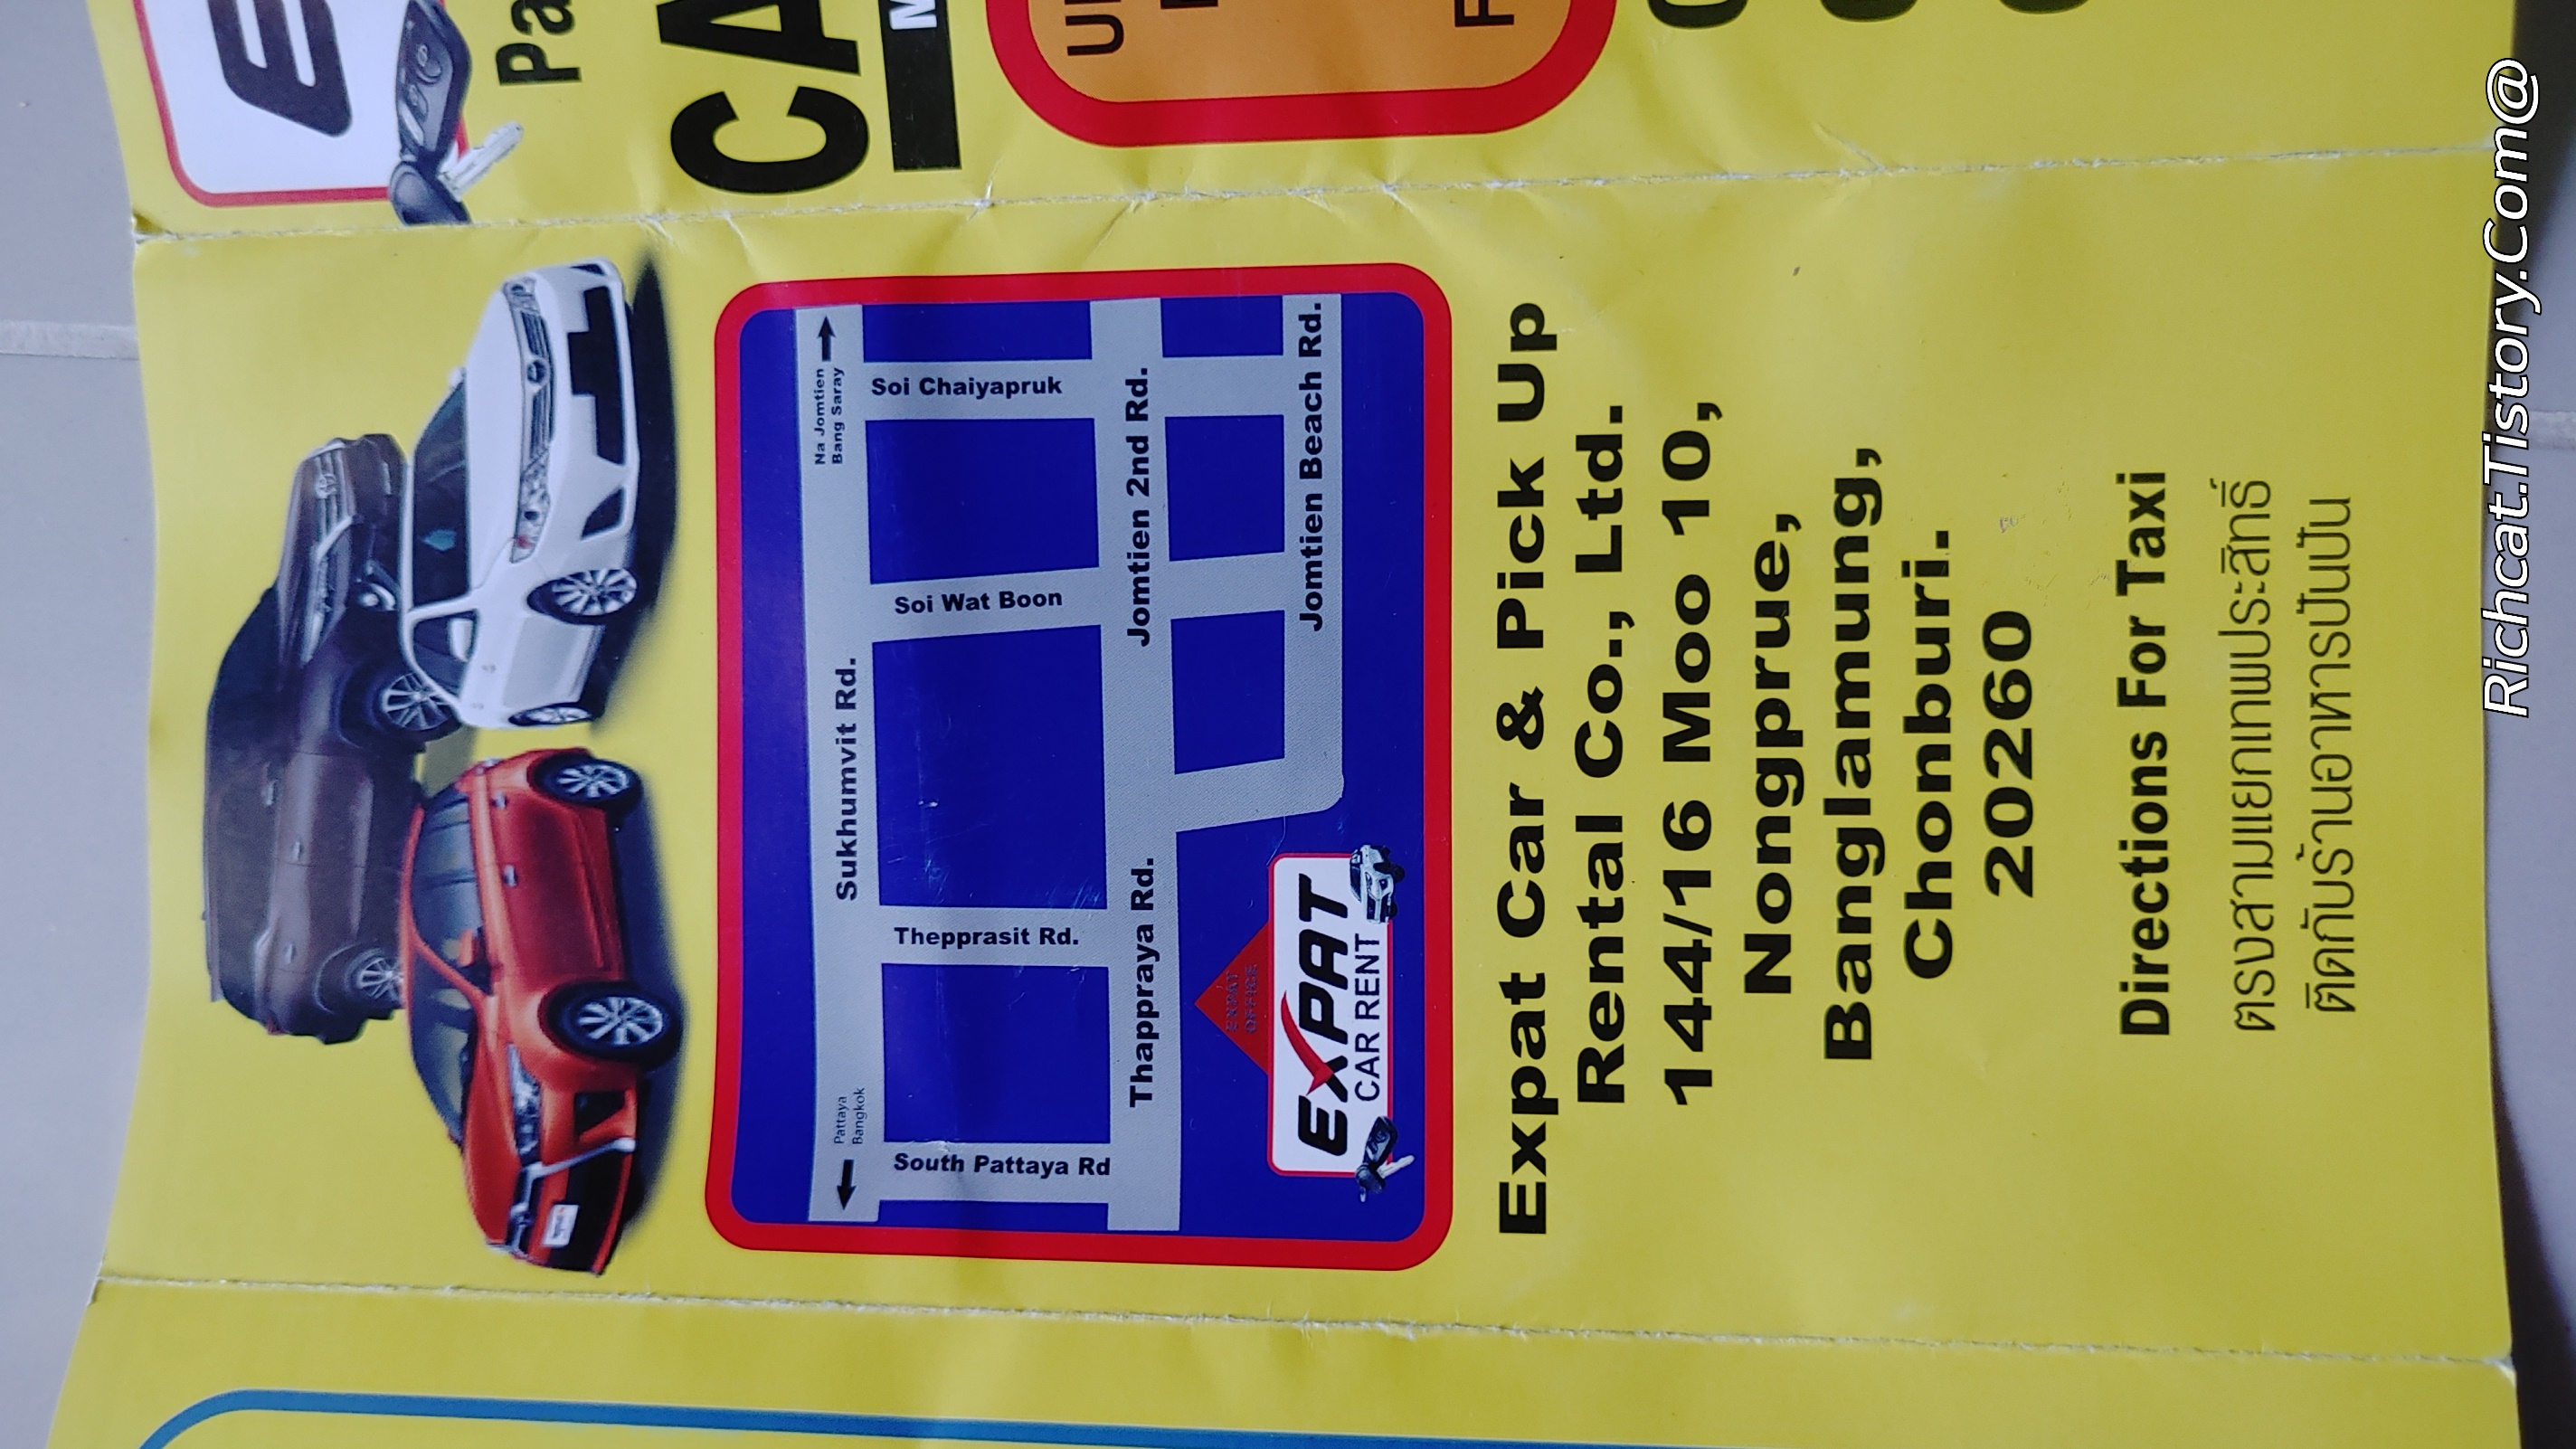 Pa
CA
Na Jomtien
Bang Saray
Pattaya
Bangkok
Sukhumvit Rd.
South Pattaya Rd
Thepprasit Rd.
Soi Wat Boon
Soi Chaiyapruk
Thappraya Rd.
Jomtien 2nd Rd.
Jomtien Beach Rd.
EXPAT
OFFICE
EXPAT
CAR RENT
Expat Car & Pick Up
Rental Co., Ltd.
144/16 Moo 10,
Nongprue,
Banglamung,
Chonburi.
20260
Directions For Taxi
ตรงสามแยกเทพประสิทธิ์
ติดกับร้านอาหารปันปัน
Richcat.Tistory.Com@